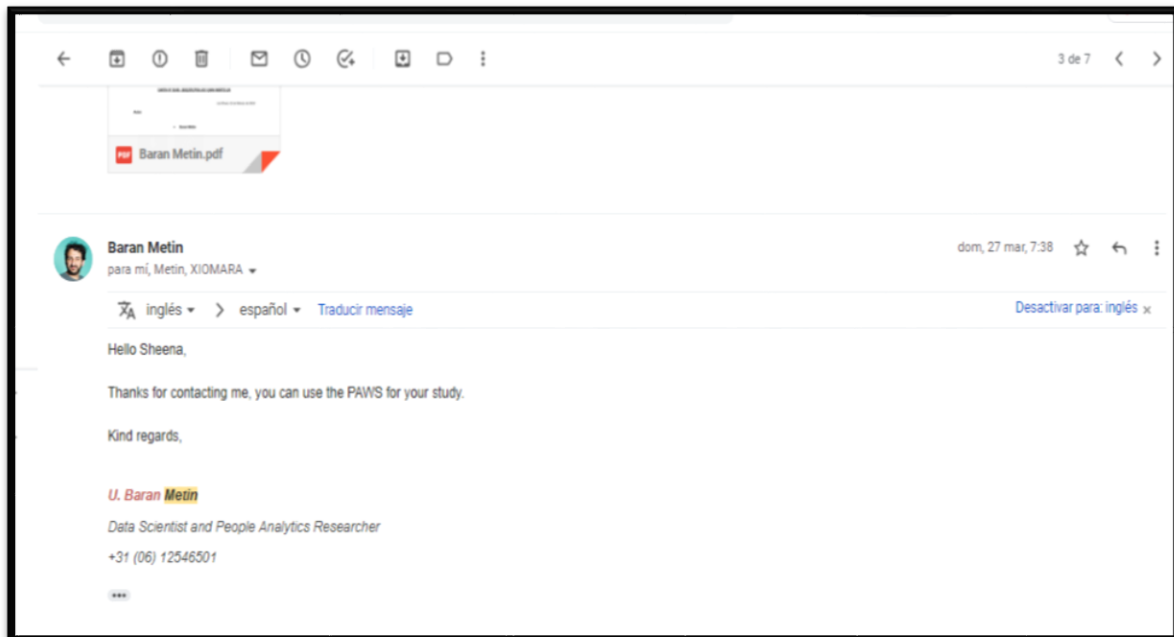 3 de 7
PDF Baran Metin.pdf
Baran Metin
dom, 27 mar, 7:38
para mí, Metin, XIOMARA
inglés > español Traducir mensaje
Desactivar para: inglés x
Hello Sheena,
Thanks for contacting me, you can use the PAWS for your study.
Kind regards,
U. Baran Metin
Data Scientist and People Analytics Researcher
+31 (06) 12546501